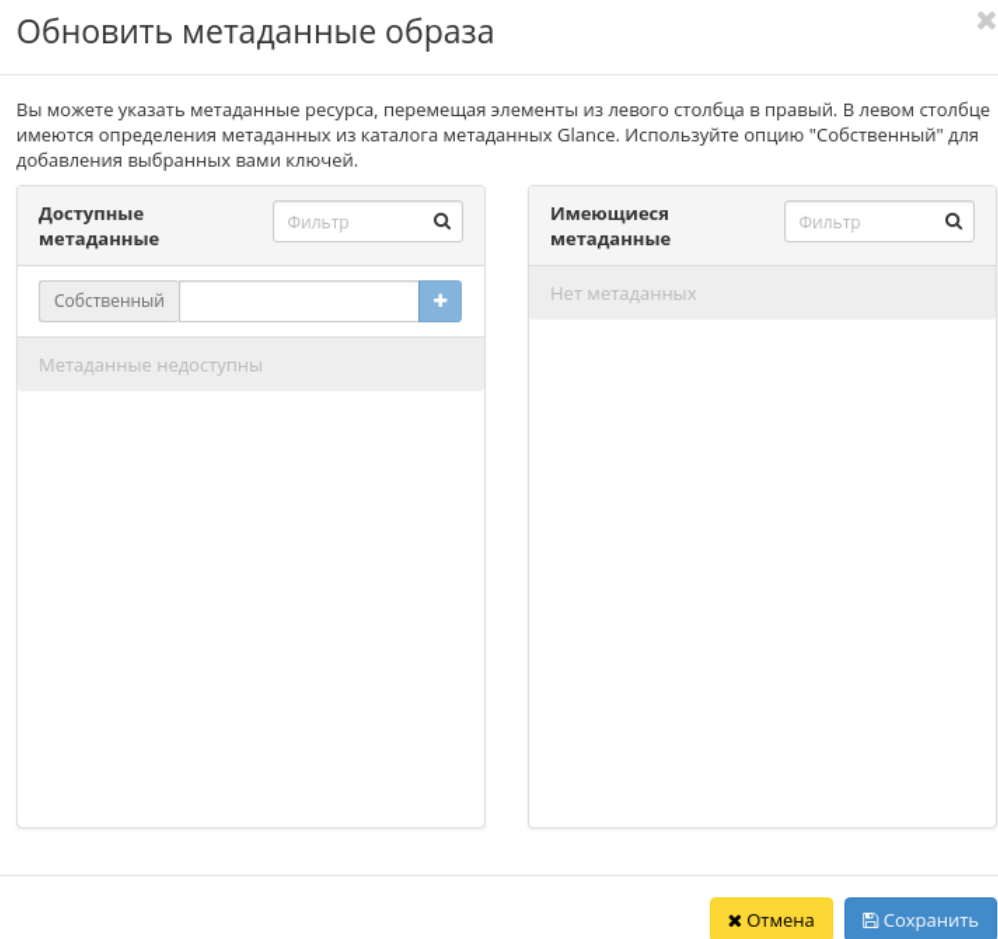 Обновить метаданные образа
Вы можете указать метаданные ресурса, перемещая элементы из левого столбца в правый. В левом столбце
имеются определения метаданных из каталога метаданных Glance. Используйте опцию "Собственный" для
добавления выбранных вами ключей.
Доступные
метаданные
Фильтр
Собственный
Метаданные недоступны
Имеющиеся
метаданные
Фильтр
Нет метаданных
Отмена
Сохранить